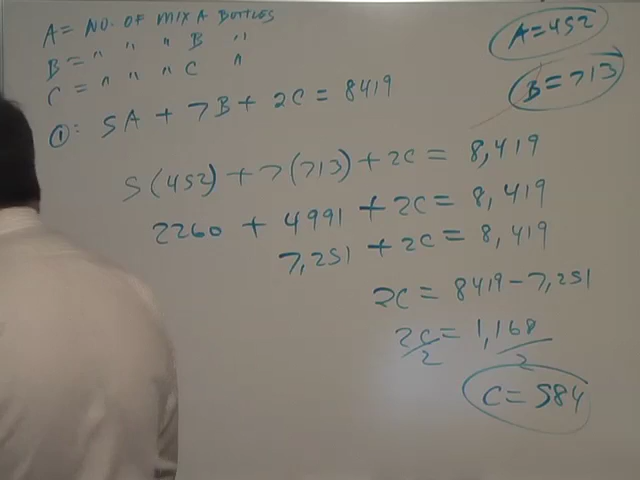 A = NO. OF MIX A BOTTLES
B = " " " B "
C = " " " C "
①: 5A + 7B + 2C = 8419
A = 452
B = 713
5(452) + 7(713) + 2C = 8,419
2260 + 4991 + 2C = 8,419
7,251 + 2C = 8,419
2C = 8419 - 7,251
2C/2 = 1,168/2
C = 584